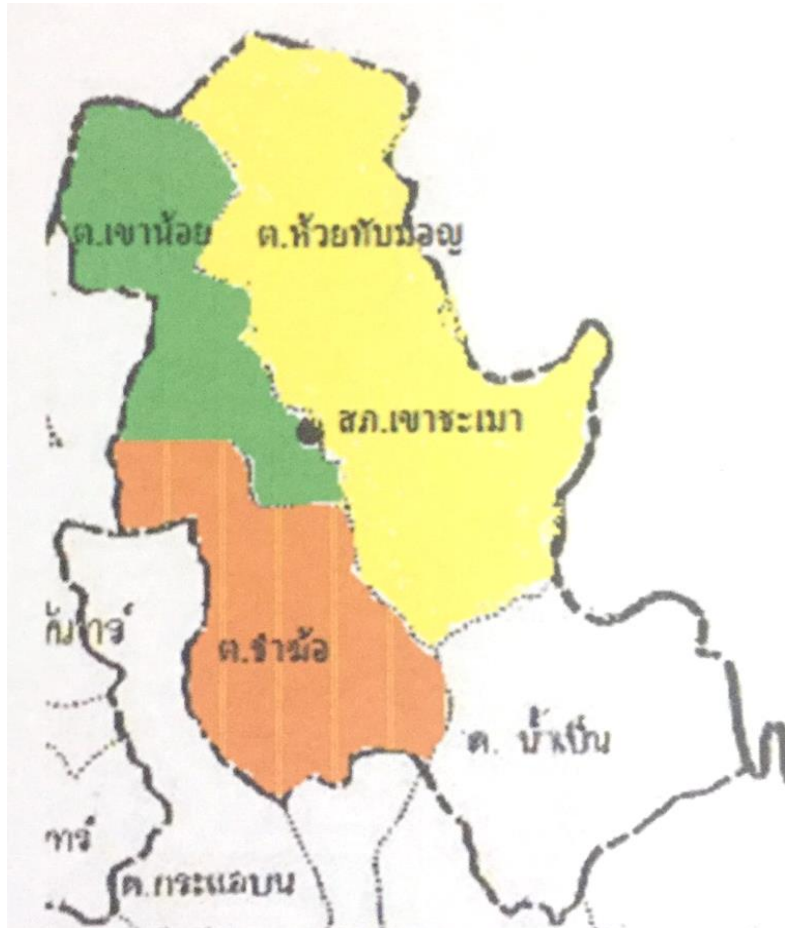 ต.เขาน้อย
ต.ห้วยทับมอญ
สภ.เขาชะเมา
ต.ชำฆ้อ
ต. น้ำเป็น
ต.กระแสบน